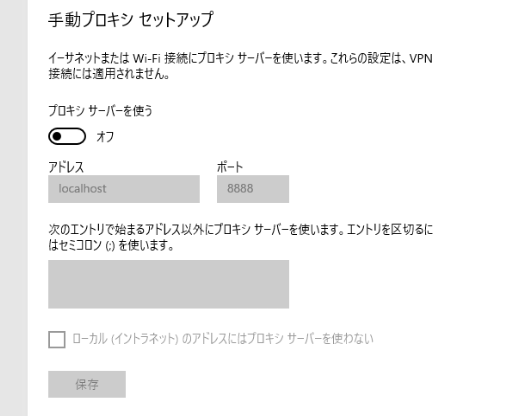 手動プロキシ セットアップ
イーサネットまたは Wi-Fi 接続にプロキシ サーバーを使います。これらの設定は、VPN
接続には適用されません。
プロキシ サーバーを使う
オフ
アドレス ポート
localhost 8888
次のエントリで始まるアドレス以外にプロキシ サーバーを使います。エントリを区切るに
はセミコロン (;) を使います。
ローカル (イントラネット) のアドレスにはプロキシ サーバーを使わない
保存